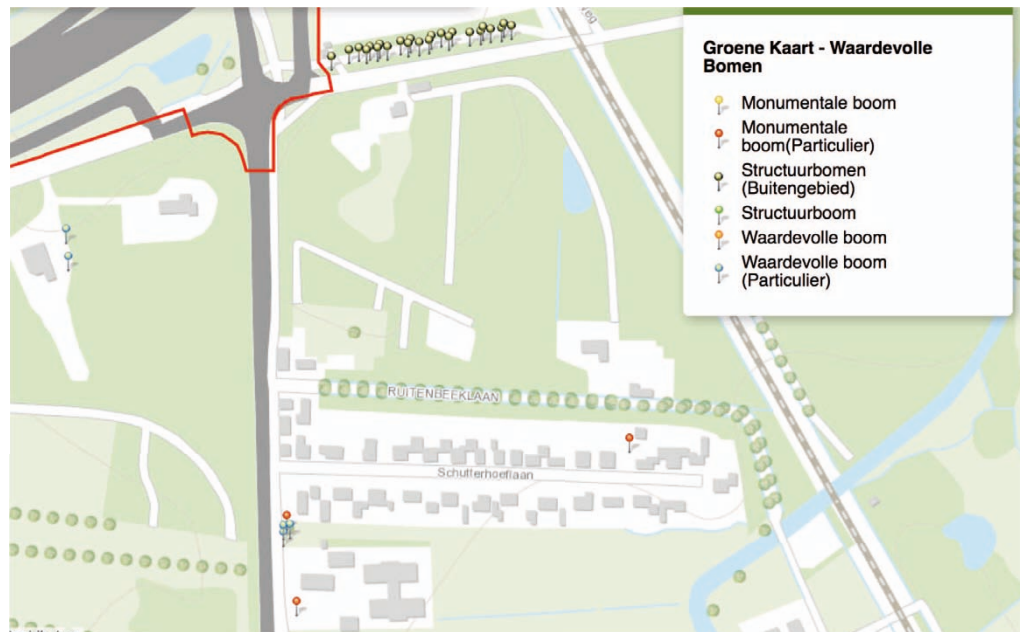 Groene Kaart - Waardevolle
Bomen
Monumentale boom
Monumentale
boom(Particulier)
Structuurbomen
(Buitengebied)
Structuurboom
Waardevolle boom
Waardevolle boom
(Particulier)
RUITENBEEKLAAN
Schutterhoeflaan